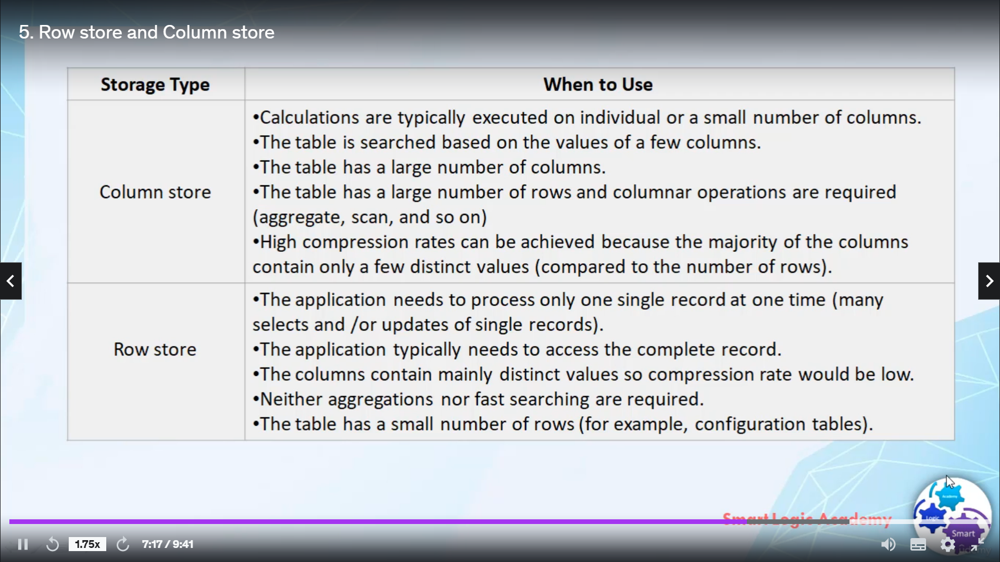 5. Row store and Column store
Storage Type
When to Use
Column store
•Calculations are typically executed on individual or a small number of columns.
•The table is searched based on the values of a few columns.
•The table has a large number of columns.
•The table has a large number of rows and columnar operations are required
(aggregate, scan, and so on)
•High compression rates can be achieved because the majority of the columns
contain only a few distinct values (compared to the number of rows).
Row store
•The application needs to process only one single record at one time (many
selects and /or updates of single records).
•The application typically needs to access the complete record.
•The columns contain mainly distinct values so compression rate would be low.
•Neither aggregations nor fast searching are required.
•The table has a small number of rows (for example, configuration tables).
Smart Logic Academy
Academy
Logic
Smart
1.75x
7:17 / 9:41
udemy